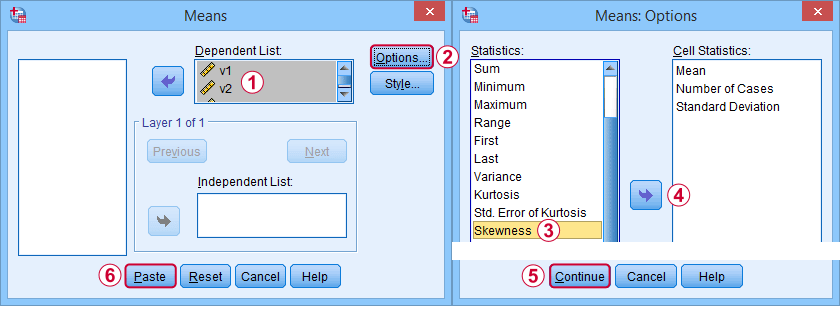 Means
Dependent List:
v1
v2
1
Options...
2
Style...
Layer 1 of 1
Previous
Next
Independent List:
6
Paste
Reset
Cancel
Help
Means: Options
Statistics:
Sum
Minimum
Maximum
Range
First
Last
Variance
Kurtosis
Std. Error of Kurtosis
Skewness
3
4
Cell Statistics:
Mean
Number of Cases
Standard Deviation
5
Continue
Cancel
Help